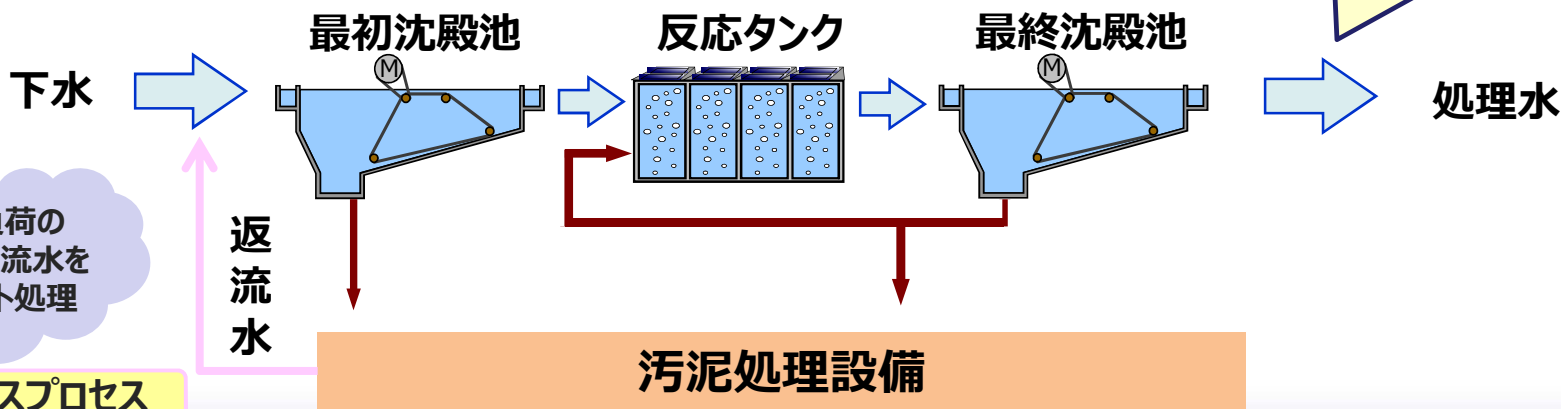 最初沈殿池
反応タンク
最終沈殿池
下水
M
M
処理水
荷の
流水を
ト処理
返流水
汚泥処理設備
スプロセス